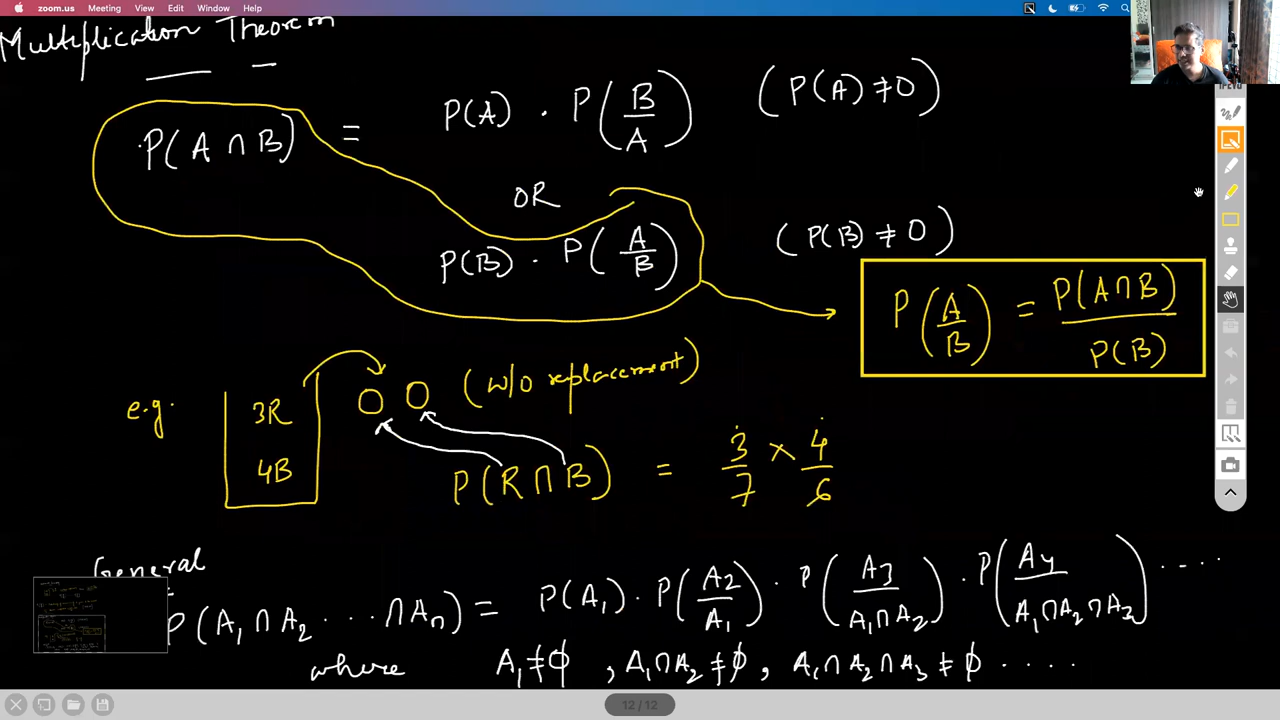 zoom.us Meeting View Edit Window Help
Multiplication Theorem
P(A ∩ B) = P(A) · P(B/A) (P(A) ≠ 0)
OR
P(B) · P(A/B) (P(B) ≠ 0)
P(A/B) = P(A∩B)/P(B)
e.g. 3R (w/o replacement)
4B
P(R∩B) = 3/7 × 4/6
General
P(A₁∩A₂ ··· ∩Aₙ) = P(A₁) · P(A₂/A₁) · P(A₃/A₁∩A₂) · P(A₄/A₁∩A₂∩A₃) ····
where A₁≠ϕ , A₁∩A₂ ≠ ϕ, A₁∩A₂∩A₃ ≠ ϕ ····
12/12